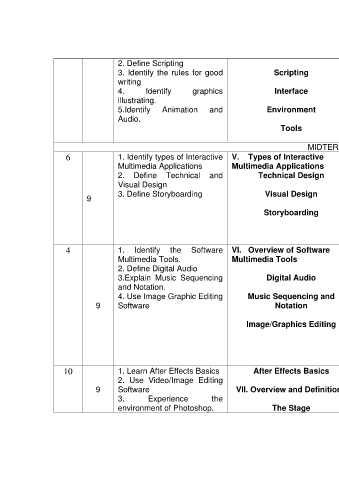 2. Define Scripting
3. Identify the rules for good
writing
4. Identify graphics
illustrating.
5.Identify Animation and
Audio.
Scripting
Interface
Environment
Tools
MIDTER
6
9
1. Identify types of Interactive
Multimedia Applications
2. Define Technical and
Visual Design
3. Define Storyboarding
V. Types of Interactive
Multimedia Applications
Technical Design
Visual Design
Storyboarding
4
9
1. Identify the Software
Multimedia Tools.
2. Define Digital Audio
3.Explain Music Sequencing
and Notation.
4. Use Image Graphic Editing
Software
VI. Overview of Software
Multimedia Tools
Digital Audio
Music Sequencing and
Notation
Image/Graphics Editing
10
9
1. Learn After Effects Basics
2. Use Video/Image Editing
Software
3. Experience the
environment of Photoshop.
After Effects Basics
VII. Overview and Definition
The Stage